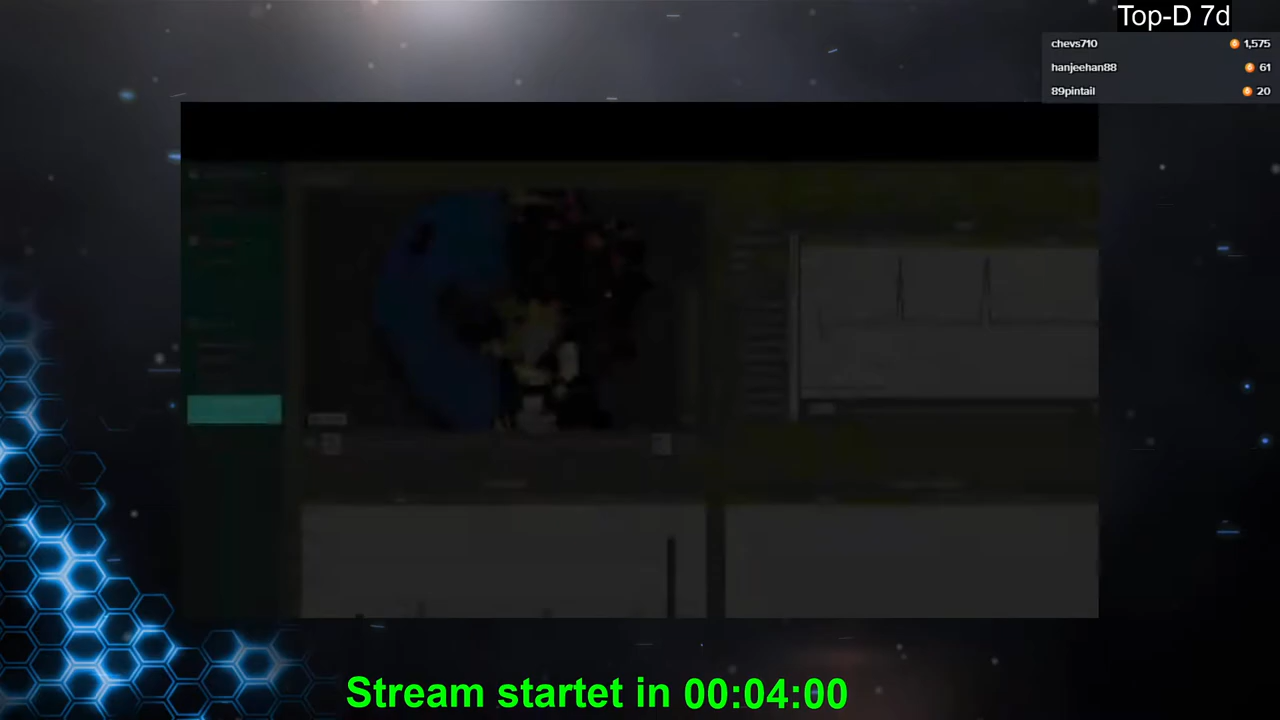 Top-D 7d
chevs710 1,575
hanjeehan88 61
89pintail 20
Stream startet in 00:04:00